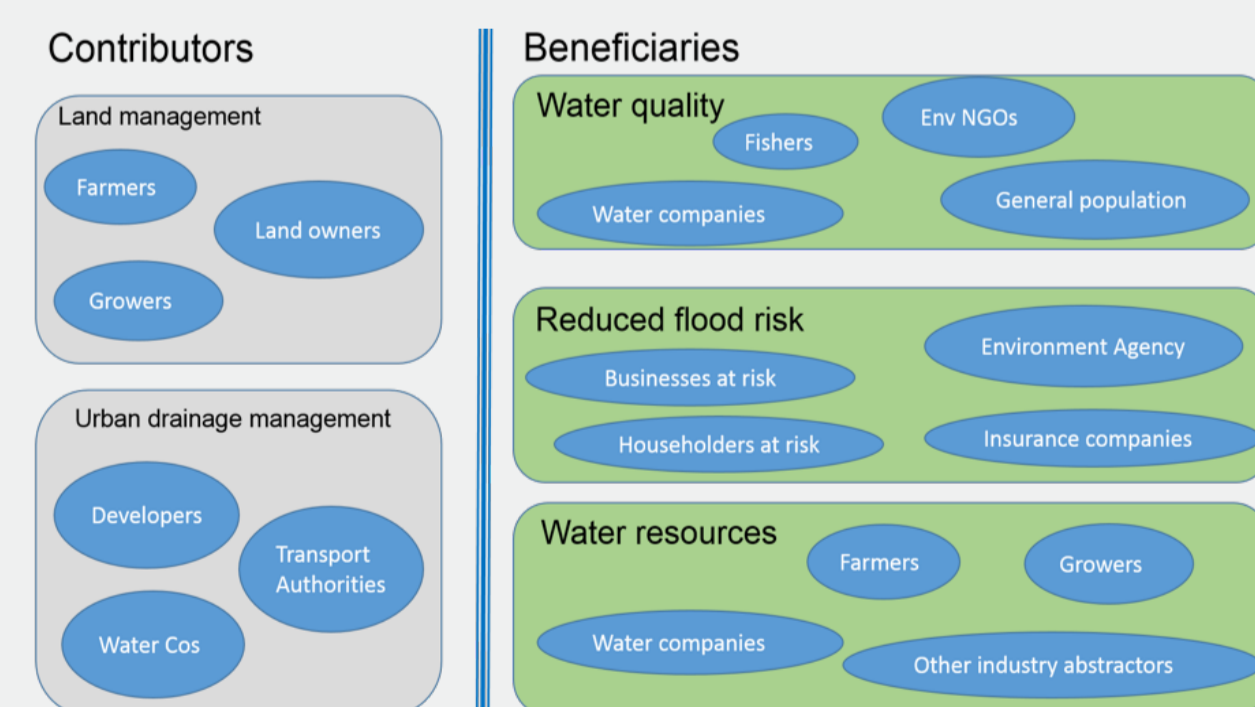 Contributors
Land management
Farmers
Land owners
Growers
Urban drainage management
Developers
Transport
Authorities
Water Cos
Beneficiaries
Water quality
Env NGOs
Fishers
General population
Water companies
Reduced flood risk
Environment Agency
Businesses at risk
Householders at risk
Insurance companies
Water resources
Farmers
Growers
Water companies
Other industry abstractors